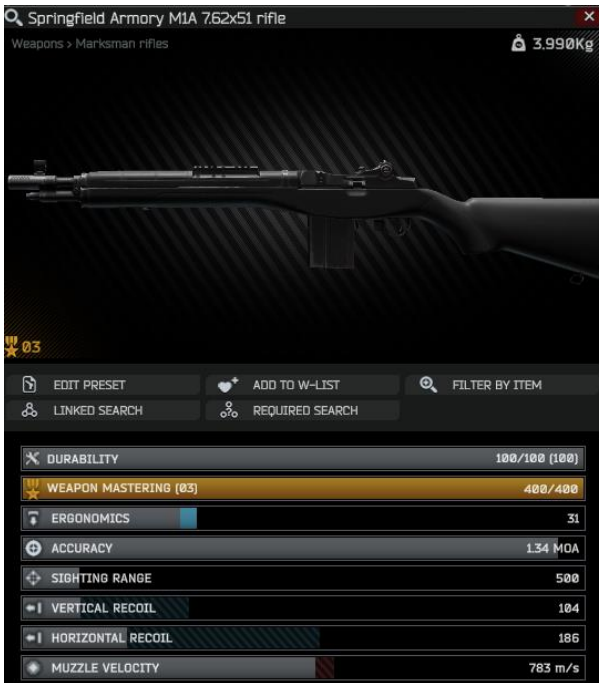 Springfield Armory M1A 7.62x51 rifle
Weapons > Marksman rifles
3.990Kg
03
EDIT PRESET
ADD TO W-LIST
FILTER BY ITEM
LINKED SEARCH
REQUIRED SEARCH
DURABILITY 100/100 (100)
WEAPON MASTERING (03) 400/400
ERGONOMICS 31
ACCURACY 1.34 MOA
SIGHTING RANGE 500
VERTICAL RECOIL 104
HORIZONTAL RECOIL 186
MUZZLE VELOCITY 783 m/s